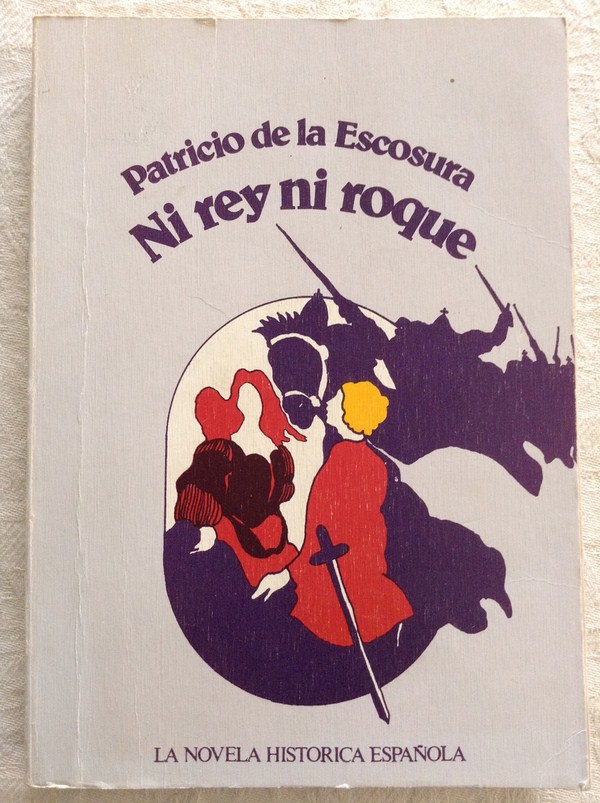 Patricio de la Escosura
Ni rey ni roque
LA NOVELA HISTORICA ESPAÑOLA